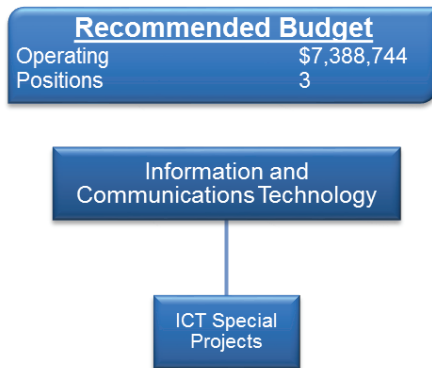 Recommended Budget
Operating $7,388,744
Positions 3
Information and
Communications Technology
ICT Special
Projects